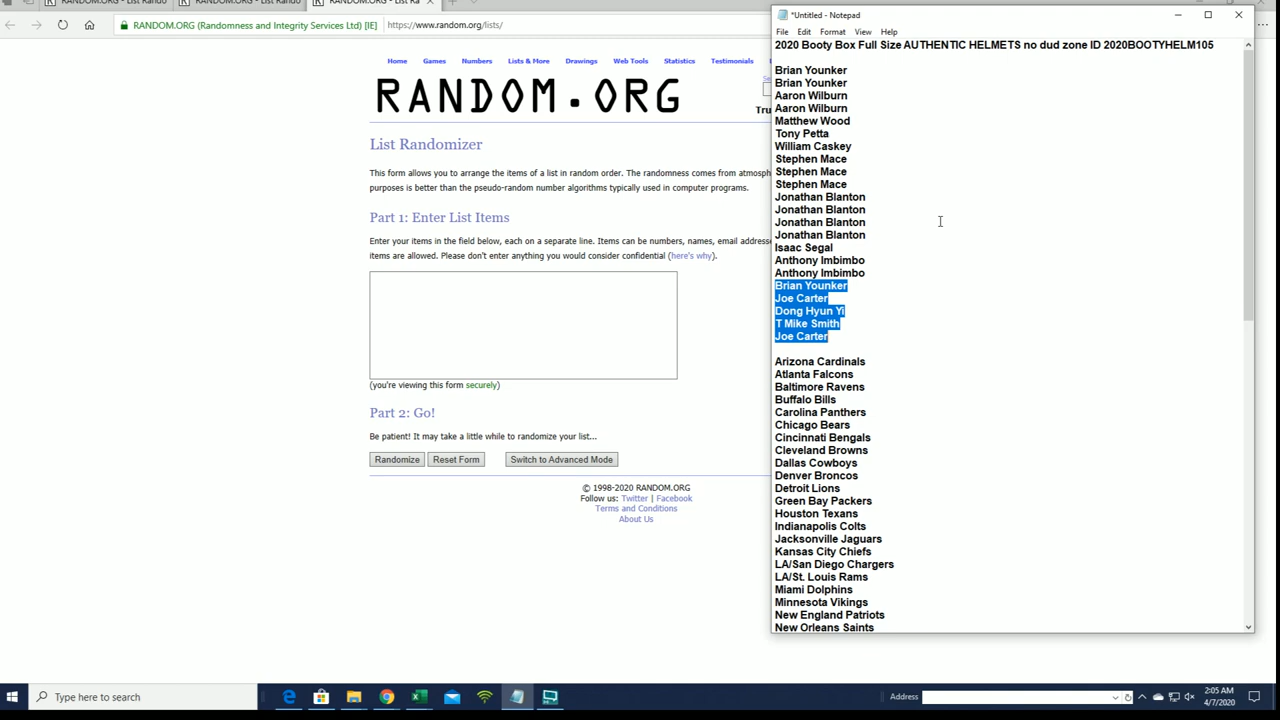 RANDOM.ORG - List Rando
RANDOM.ORG - List Rando
RANDOM.ORG - List Ra
RANDOM.ORG (Randomness and Integrity Services Ltd) [IE]
https://www.random.org/lists/
Home Games Numbers Lists & More Drawings Web Tools Statistics Testimonials
RANDOM.ORG
List Randomizer
This form allows you to arrange the items of a list in random order. The randomness comes from atmosph
purposes is better than the pseudo-random number algorithms typically used in computer programs.
Part 1: Enter List Items
Enter your items in the field below, each on a separate line. Items can be numbers, names, email addresse
items are allowed. Please don't enter anything you would consider confidential (here's why).
(you're viewing this form securely)
Part 2: Go!
Be patient! It may take a little while to randomize your list...
Randomize Reset Form Switch to Advanced Mode
© 1998-2020 RANDOM.ORG
Follow us: Twitter | Facebook
Terms and Conditions
About Us
*Untitled - Notepad
File Edit Format View Help
2020 Booty Box Full Size AUTHENTIC HELMETS no dud zone ID 2020BOOTYHELM105
Brian Younker
Brian Younker
Aaron Wilburn
Aaron Wilburn
Matthew Wood
Tony Petta
William Caskey
Stephen Mace
Stephen Mace
Stephen Mace
Jonathan Blanton
Jonathan Blanton
Jonathan Blanton
Jonathan Blanton
Isaac Segal
Anthony Imbimbo
Anthony Imbimbo
Brian Younker
Joe Carter
Dong Hyun Yi
T Mike Smith
Joe Carter
Arizona Cardinals
Atlanta Falcons
Baltimore Ravens
Buffalo Bills
Carolina Panthers
Chicago Bears
Cincinnati Bengals
Cleveland Browns
Dallas Cowboys
Denver Broncos
Detroit Lions
Green Bay Packers
Houston Texans
Indianapolis Colts
Jacksonville Jaguars
Kansas City Chiefs
LA/San Diego Chargers
LA/St. Louis Rams
Miami Dolphins
Minnesota Vikings
New England Patriots
New Orleans Saints
Type here to search
Address
2:05 AM
4/7/2020